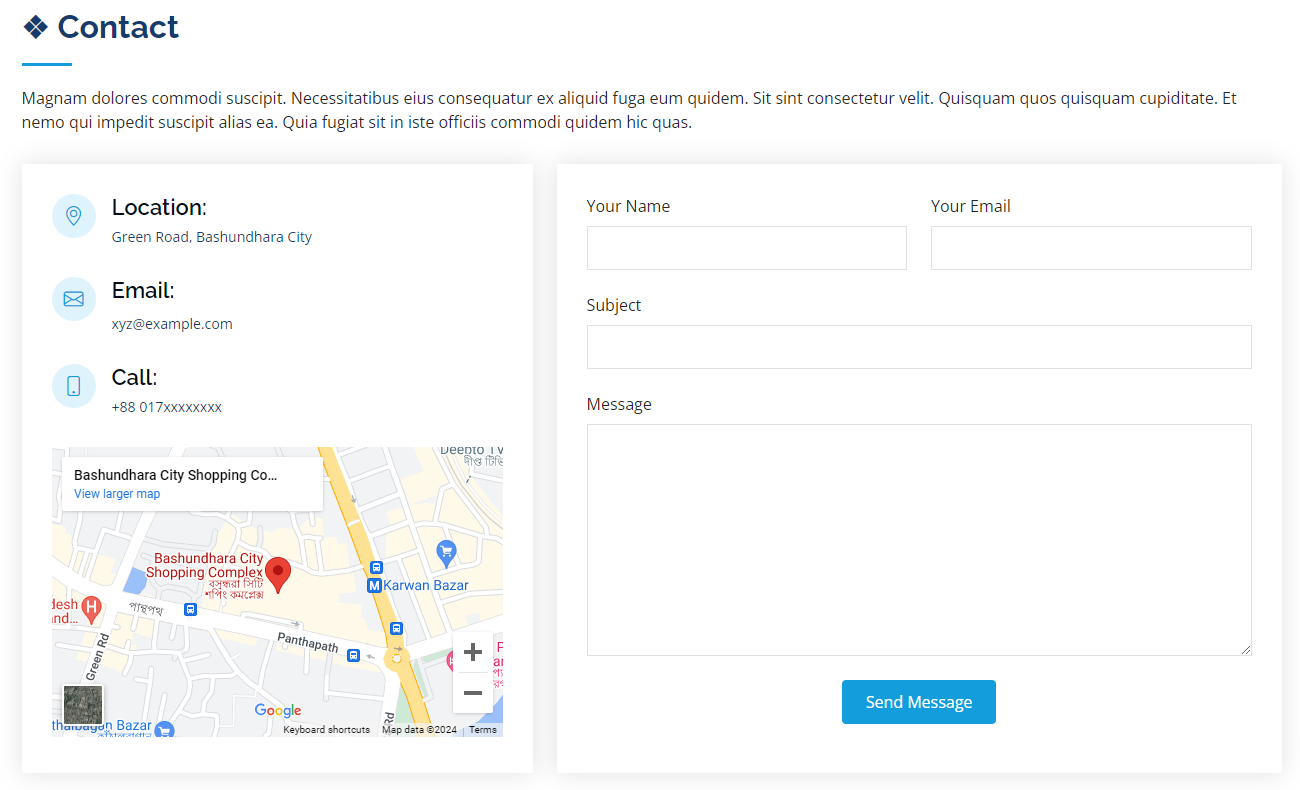 ❖ Contact
Magnam dolores commodi suscipit. Necessitatibus eius consequatur ex aliquid fuga eum quidem. Sit sint consectetur velit. Quisquam quos quisquam cupiditate. Et
nemo qui impedit suscipit alias ea. Quia fugiat sit in iste officiis commodi quidem hic quas.
Location:
Green Road, Bashundhara City
Email:
xyz@example.com
Call:
+88 017xxxxxxxx
Bashundhara City Shopping Co...
View larger map
Deepto TV
দীপ্ত টিভি
Bashundhara City
Shopping Complex
বসুন্ধরা সিটি
শপিং কমপ্লেক্স
M Karwan Bazar
desh
and...
H
পান্থপথ
Panthapath
Green Rd
Rd
Google
Keyboard shortcuts
Map data ©2024
Terms
Your Name
Your Email
Subject
Message
Send Message